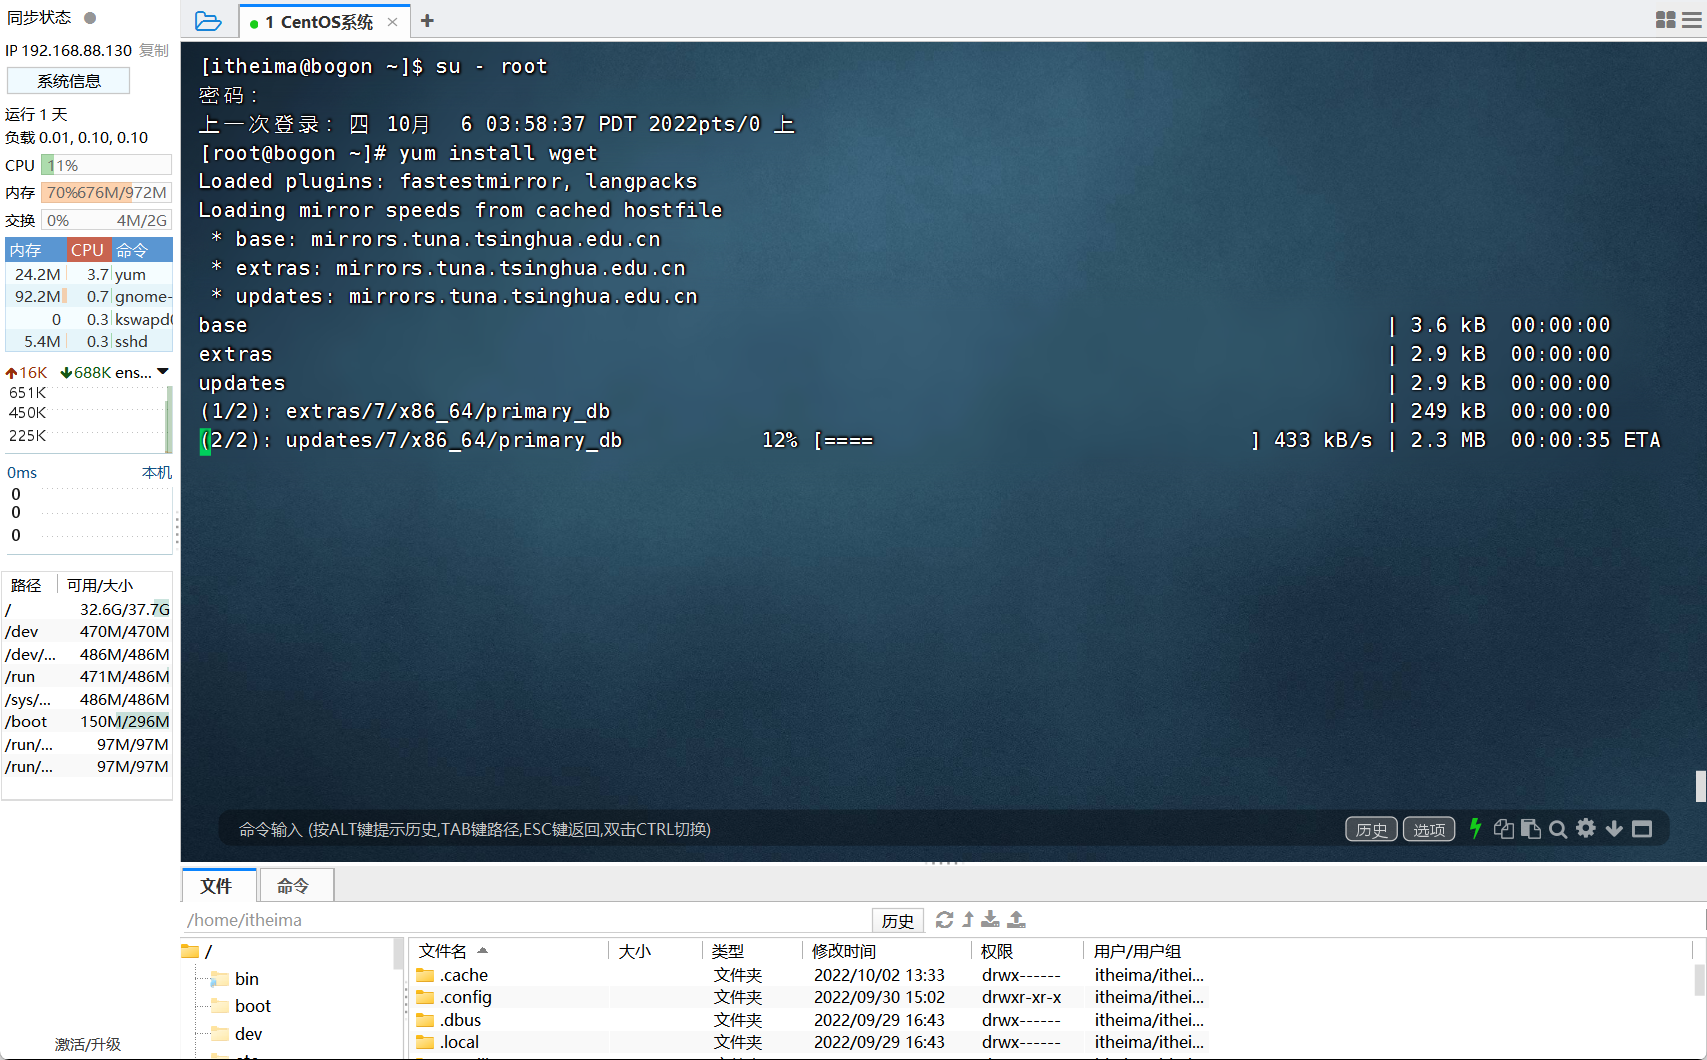 同步状态
IP 192.168.88.130 复制
系统信息
运行 1 天
负载 0.01, 0.10, 0.10
CPU 11%
内存 70% 676M/972M
交换 0% 4M/2G
内存 CPU 命令
24.2M 3.7 yum
92.2M 0.7 gnome-
0 0.3 kswapd
5.4M 0.3 sshd
16K 688K ens...
651K
450K
225K
0ms 本机
0
0
0
路径 可用/大小
/ 32.6G/37.7G
/dev 470M/470M
/dev/... 486M/486M
/run 471M/486M
/sys/... 486M/486M
/boot 150M/296M
/run/... 97M/97M
/run/... 97M/97M
激活/升级
1 CentOS系统 × +
[itheima@bogon ~]$ su - root
密码：
上一次登录：四 10月  6 03:58:37 PDT 2022pts/0 上
[root@bogon ~]# yum install wget
Loaded plugins: fastestmirror, langpacks
Loading mirror speeds from cached hostfile
 * base: mirrors.tuna.tsinghua.edu.cn
 * extras: mirrors.tuna.tsinghua.edu.cn
 * updates: mirrors.tuna.tsinghua.edu.cn
base | 3.6 kB  00:00:00
extras | 2.9 kB  00:00:00
updates | 2.9 kB  00:00:00
(1/2): extras/7/x86_64/primary_db | 249 kB  00:00:00
(2/2): updates/7/x86_64/primary_db 12% [==== ] 433 kB/s | 2.3 MB  00:00:35 ETA
命令输入 (按ALT键提示历史,TAB键路径,ESC键返回,双击CTRL切换) 历史 选项
文件 命令
/home/itheima 历史
/
bin
boot
dev
文件名 大小 类型 修改时间 权限 用户/用户组
.cache 文件夹 2022/10/02 13:33 drwx------ itheima/ithei...
.config 文件夹 2022/09/30 15:02 drwxr-xr-x itheima/ithei...
.dbus 文件夹 2022/09/29 16:43 drwx------ itheima/ithei...
.local 文件夹 2022/09/29 16:43 drwx------ itheima/ithei...